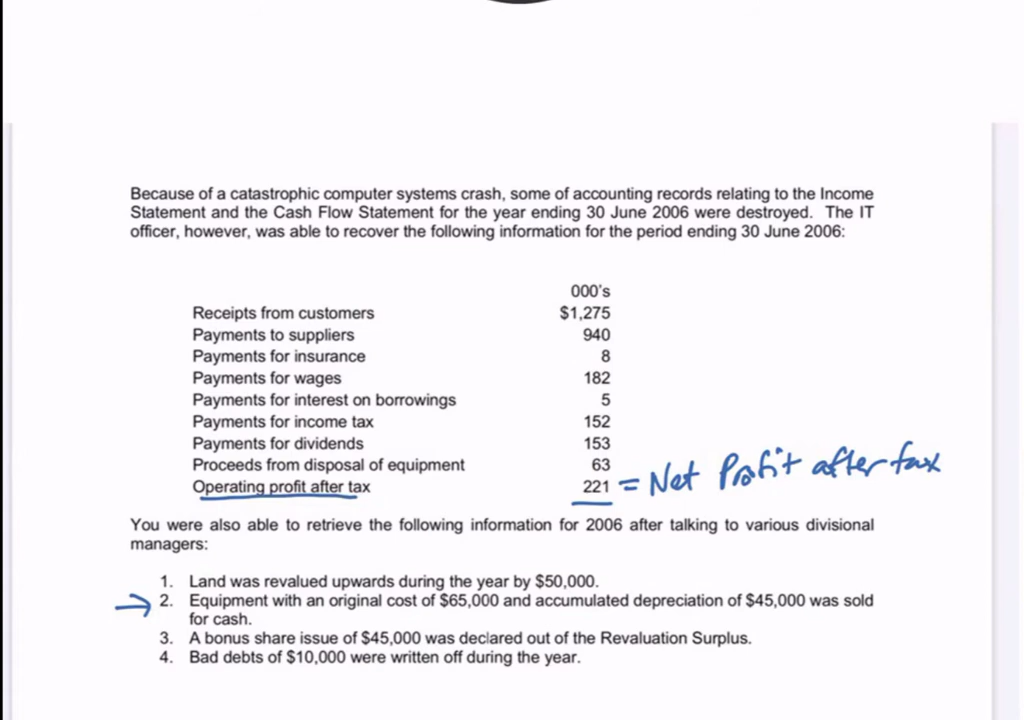 Because of a catastrophic computer systems crash, some of accounting records relating to the Income
Statement and the Cash Flow Statement for the year ending 30 June 2006 were destroyed. The IT
officer, however, was able to recover the following information for the period ending 30 June 2006:
000's
Receipts from customers $1,275
Payments to suppliers 940
Payments for insurance 8
Payments for wages 182
Payments for interest on borrowings 5
Payments for income tax 152
Payments for dividends 153
Proceeds from disposal of equipment 63
Operating profit after tax 221 = Net Profit after tax
You were also able to retrieve the following information for 2006 after talking to various divisional
managers:
1. Land was revalued upwards during the year by $50,000.
→ 2. Equipment with an original cost of $65,000 and accumulated depreciation of $45,000 was sold
for cash.
3. A bonus share issue of $45,000 was declared out of the Revaluation Surplus.
4. Bad debts of $10,000 were written off during the year.